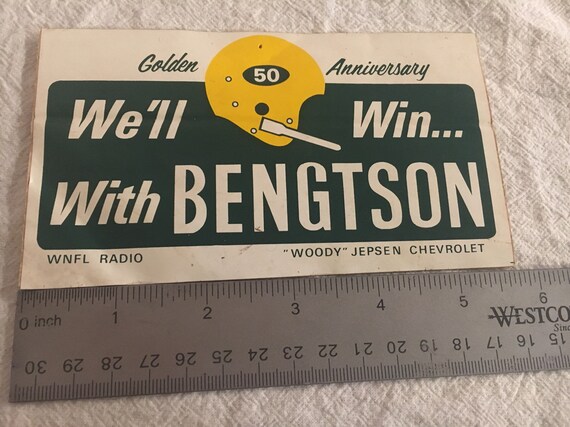 Golden Anniversary
50
We'll Win...
With BENGTSON
WNFL RADIO "WOODY" JEPSEN CHEVROLET
0 inch 1 2 3 4 5 6
WESTCO
Sinc
30 29 28 27 26 25 24 23 22 21 20 19 18 17 16 15